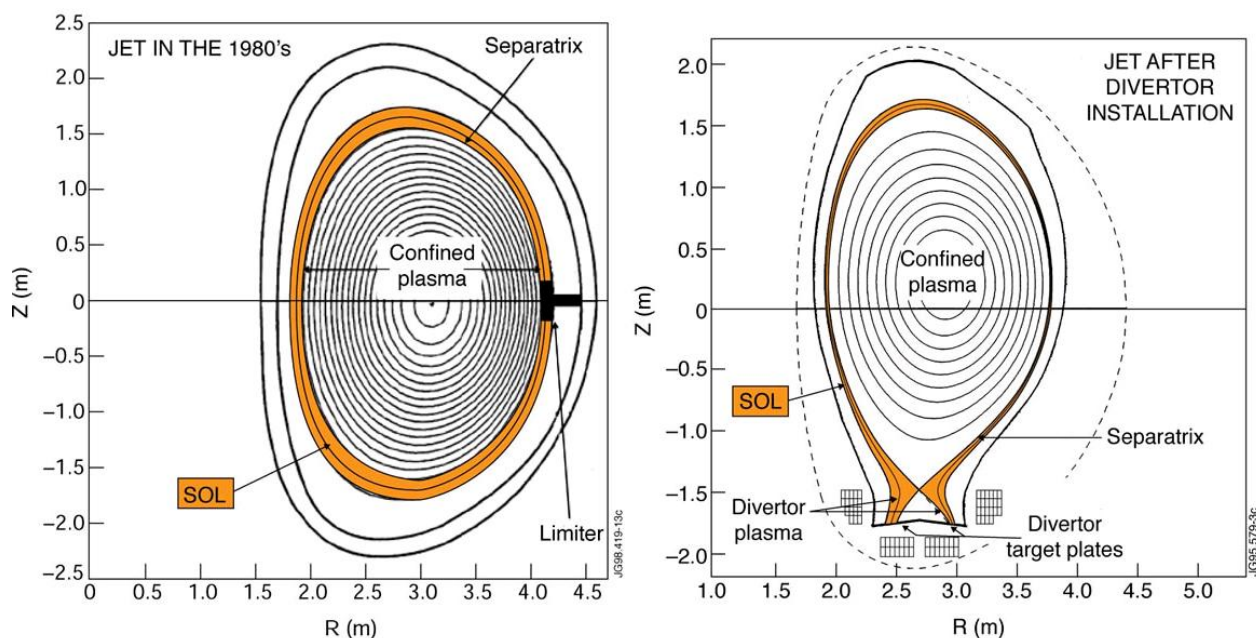 JET IN THE 1980's
Separatrix
Confined
plasma
SOL
Limiter
Z (m)
2.5
2.0
1.5
1.0
0.5
0
–0.5
–1.0
–1.5
–2.0
–2.5
0
0.5
1.0
1.5
2.0
2.5
3.0
3.5
4.0
4.5
R (m)
JG98.419-13c
JET AFTER
DIVERTOR
INSTALLATION
Confined
plasma
SOL
Separatrix
Divertor
plasma
Divertor
target plates
Z (m)
2.0
1.5
1.0
0.5
0
–0.5
–1.0
–1.5
–2.0
1.0
1.5
2.0
2.5
3.0
3.5
4.0
4.5
5.0
R (m)
JG95.579-3c